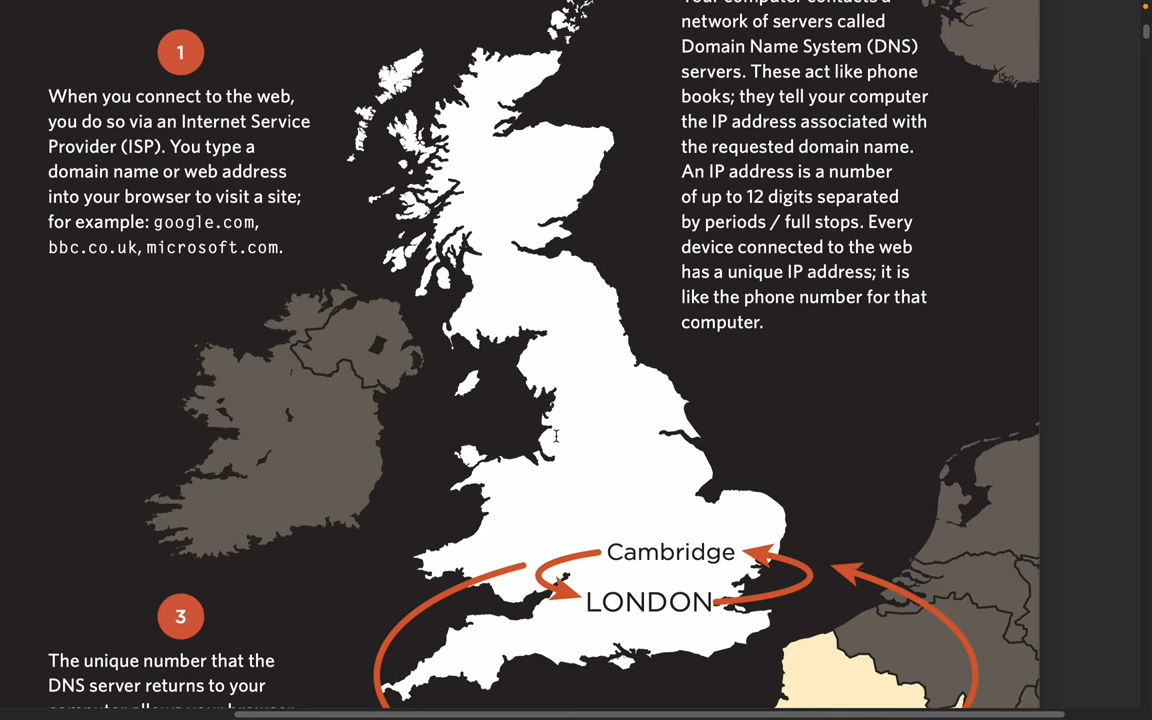 1
When you connect to the web,
you do so via an Internet Service
Provider (ISP). You type a
domain name or web address
into your browser to visit a site;
for example: google.com,
bbc.co.uk, microsoft.com.
Your computer contacts a
network of servers called
Domain Name System (DNS)
servers. These act like phone
books; they tell your computer
the IP address associated with
the requested domain name.
An IP address is a number
of up to 12 digits separated
by periods / full stops. Every
device connected to the web
has a unique IP address; it is
like the phone number for that
computer.
Cambridge
LONDON
3
The unique number that the
DNS server returns to your
computer allows your browser